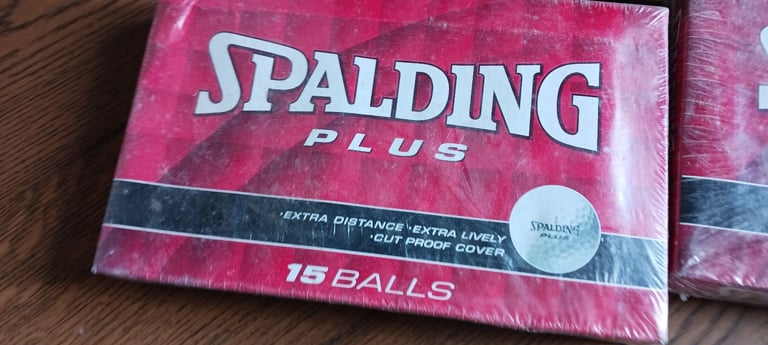 SPALDING
PLUS
·EXTRA DISTANCE ·EXTRA LIVELY
·CUT PROOF COVER
SPALDING
PLUS
15 BALLS